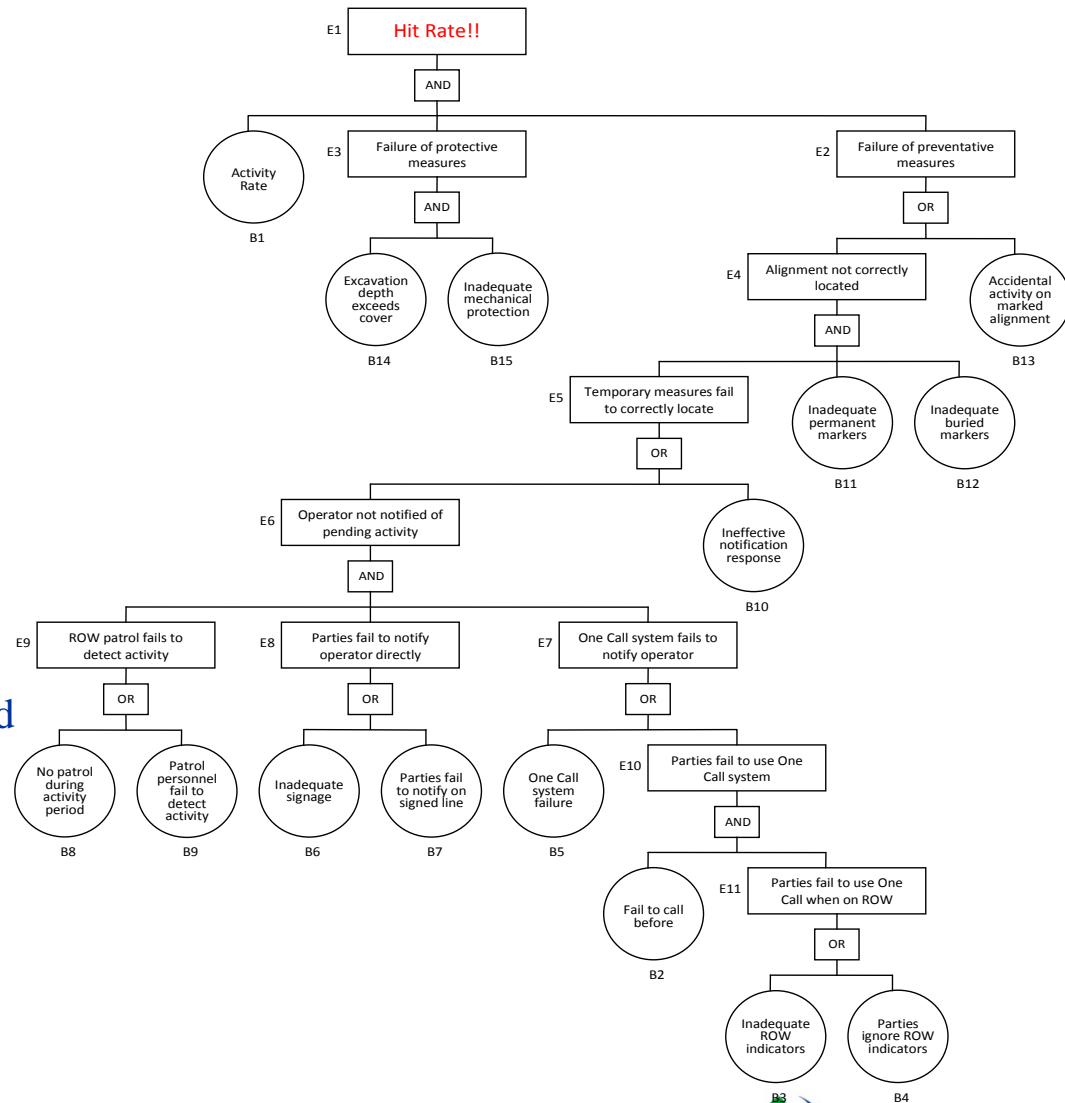 E1
Hit Rate!!
AND
Activity
Rate
B1
E3
Failure of protective
measures
AND
Excavation
depth
exceeds
cover
B14
Inadequate
mechanical
protection
B15
E2
Failure of preventative
measures
OR
E4
Alignment not correctly
located
Accidental
activity on
marked
alignment
B13
AND
E5
Temporary measures fail
to correctly locate
Inadequate
permanent
markers
B11
Inadequate
buried
markers
B12
OR
E6
Operator not notified of
pending activity
Ineffective
notification
response
B10
AND
E9
ROW patrol fails to
detect activity
OR
No patrol
during
activity
period
B8
Patrol
personnel
fail to
detect
activity
B9
E8
Parties fail to notify
operator directly
OR
Inadequate
signage
B6
Parties fail
to notify on
signed line
B7
E7
One Call system fails to
notify operator
OR
One Call
system
failure
B5
E10
Parties fail to use One
Call system
AND
Fail to call
before
B2
E11
Parties fail to use One
Call when on ROW
OR
Inadequate
ROW
indicators
B3
Parties
ignore ROW
indicators
B4